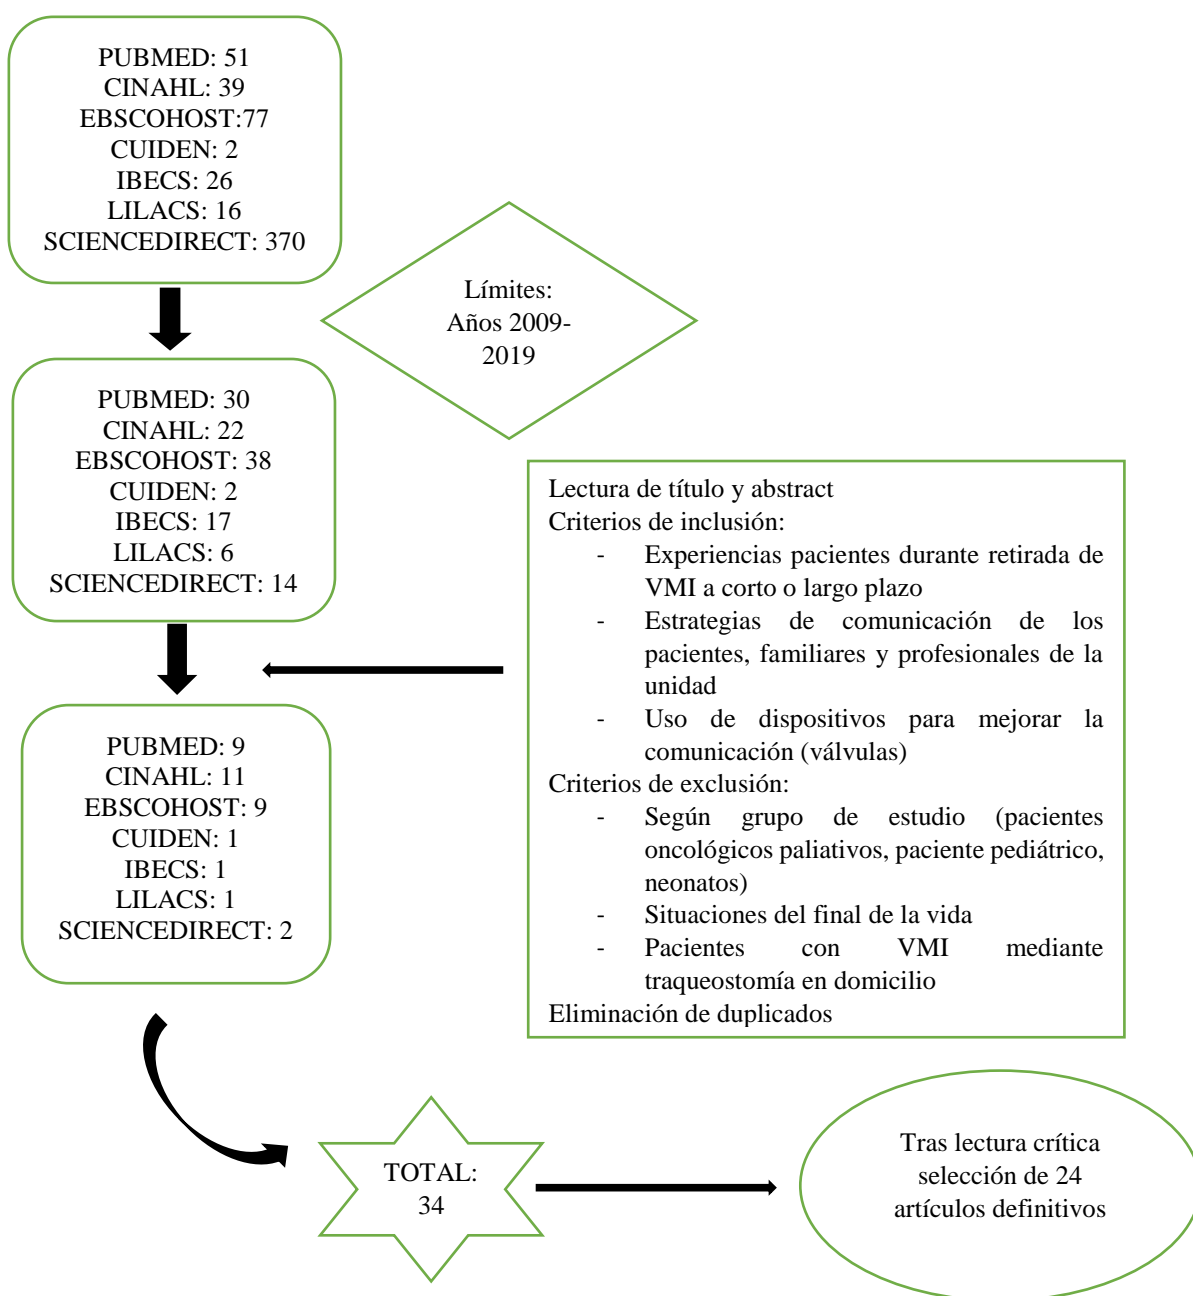 PUBMED: 51
CINAHL: 39
EBSCOHOST:77
CUIDEN: 2
IBECS: 26
LILACS: 16
SCIENCEDIRECT: 370
Límites:
Años 2009-
2019
PUBMED: 30
CINAHL: 22
EBSCOHOST: 38
CUIDEN: 2
IBECS: 17
LILACS: 6
SCIENCEDIRECT: 14
Lectura de título y abstract
Criterios de inclusión:
- Experiencias pacientes durante retirada de
VMI a corto o largo plazo
- Estrategias de comunicación de los
pacientes, familiares y profesionales de la
unidad
- Uso de dispositivos para mejorar la
comunicación (válvulas)
Criterios de exclusión:
- Según grupo de estudio (pacientes
oncológicos paliativos, paciente pediátrico,
neonatos)
- Situaciones del final de la vida
- Pacientes con VMI mediante
traqueostomía en domicilio
Eliminación de duplicados
PUBMED: 9
CINAHL: 11
EBSCOHOST: 9
CUIDEN: 1
IBECS: 1
LILACS: 1
SCIENCEDIRECT: 2
TOTAL:
34
Tras lectura crítica
selección de 24
artículos definitivos